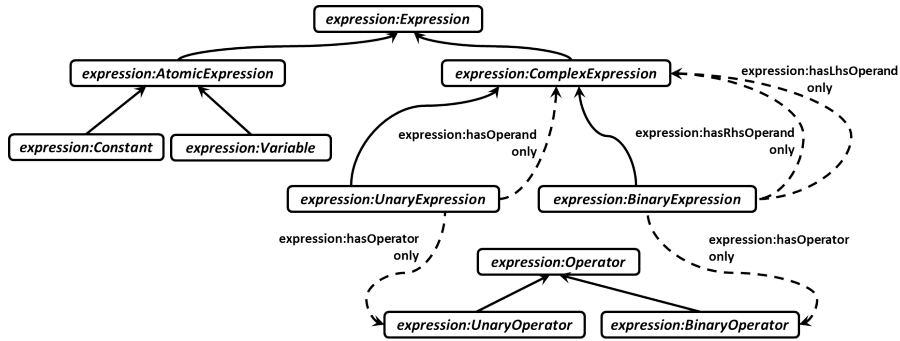 expression:Expression
expression:AtomicExpression
expression:ComplexExpression
expression:hasLhsOperand
only
expression:Constant
expression:Variable
expression:hasOperand
only
expression:hasRhsOperand
only
expression:UnaryExpression
expression:BinaryExpression
expression:hasOperator
only
expression:hasOperator
only
expression:Operator
expression:UnaryOperator
expression:BinaryOperator